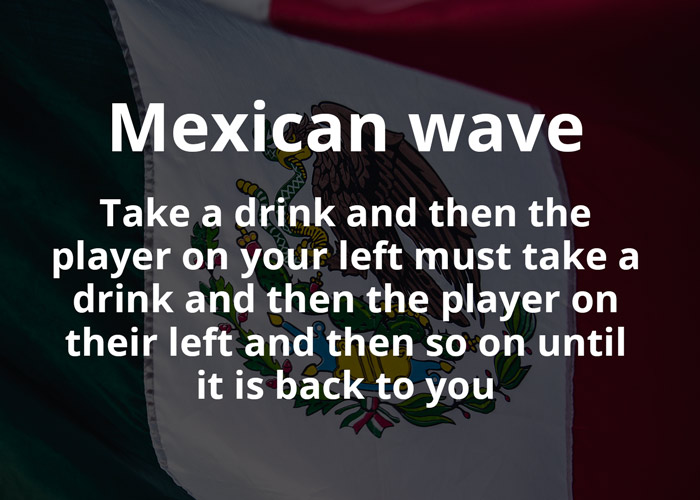 Mexican wave
Take a drink and then the
player on your left must take a
drink and then the player on
their left and then so on until
it is back to you